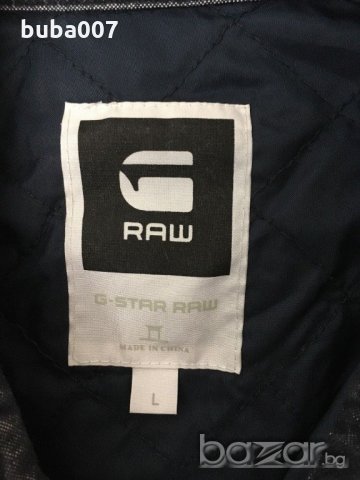 buba007
RAW
G-STAR RAW
MADE IN CHINA
L
bazar.bg